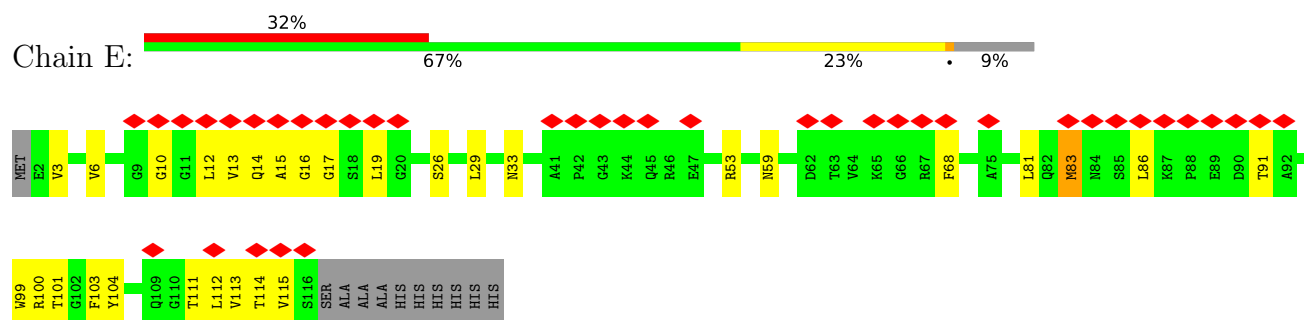 32%
Chain E:
67% 23% • 9%
MET E2 V3 V6 G9 G10 G11 L12 V13 Q14 A15 G16 G17 S18 L19 G20 S26 L29 N33 A41 P42 G43 K44 Q45 E47 R53 N59 D62 T63 V64 K65 G66 R67 F68 A75 L81 Q82 M83 N84 S85 L86 K87 P88 E89 D90 T91 A92
W99 R100 T101 G102 F103 Y104 Q109 G110 T111 L112 V113 T114 V115 S116 SER ALA ALA ALA HIS HIS HIS HIS HIS HIS